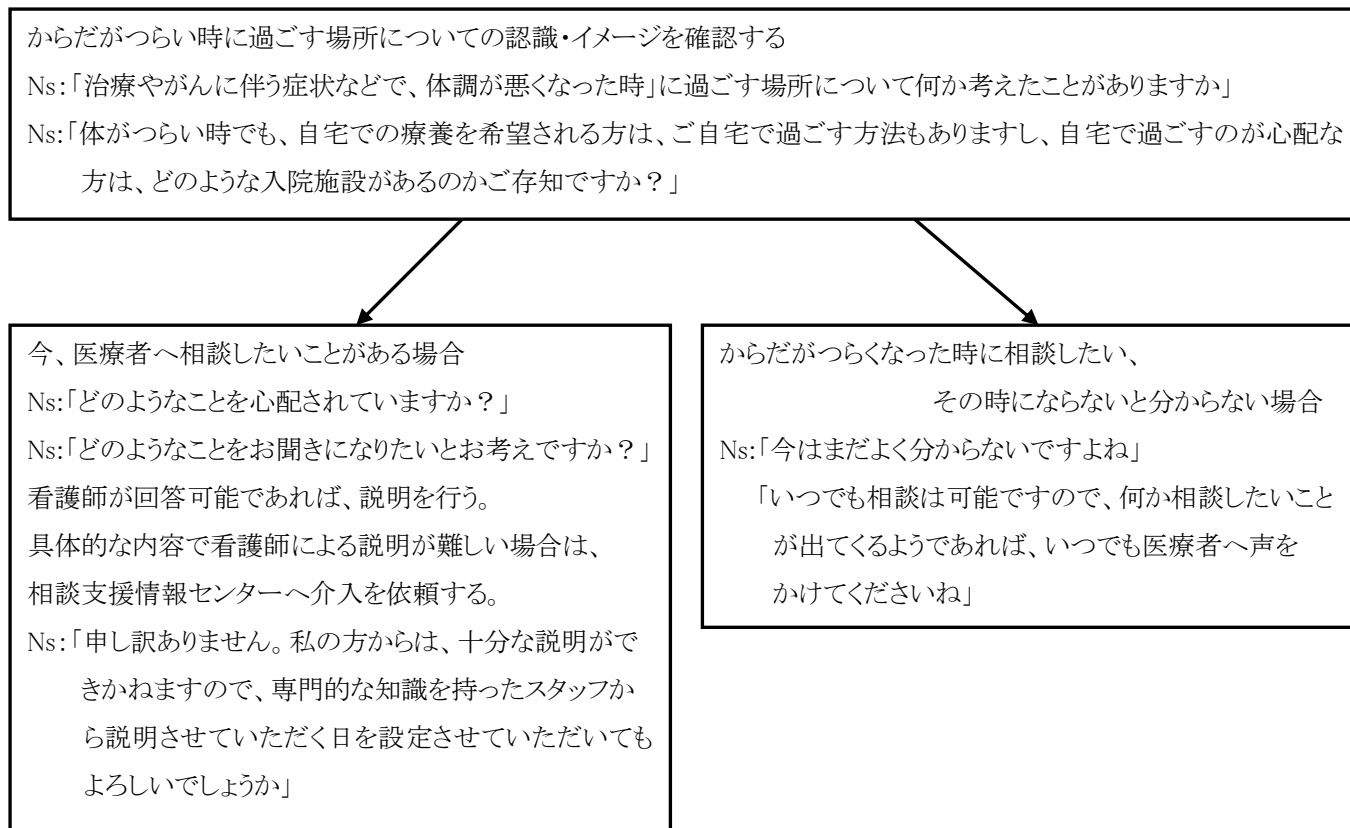 からだがつらい時に過ごす場所についての認識・イメージを確認する
Ns:「治療やがんに伴う症状などで、体調が悪くなった時」に過ごす場所について何か考えたことがありますか」
Ns:「体がつらい時でも、自宅での療養を希望される方は、ご自宅で過ごす方法もありますし、自宅で過ごすのが心配な
方は、どのような入院施設があるのかご存知ですか？」
今、医療者へ相談したいことがある場合
Ns:「どのようなことを心配されていますか？」
Ns:「どのようなことをお聞きになりたいとお考えですか？」
看護師が回答可能であれば、説明を行う。
具体的な内容で看護師による説明が難しい場合は、
相談支援情報センターへ介入を依頼する。
Ns:「申し訳ありません。私の方からは、十分な説明がで
きかねますので、専門的な知識を持ったスタッフか
ら説明させていただく日を設定させていただいても
よろしいでしょうか」
からだがつらくなった時に相談したい、
その時にならないと分からない場合
Ns:「今はまだよく分からないですよね」
「いつでも相談は可能ですので、何か相談したいこと
が出てくるようであれば、いつでも医療者へ声を
かけてくださいね」